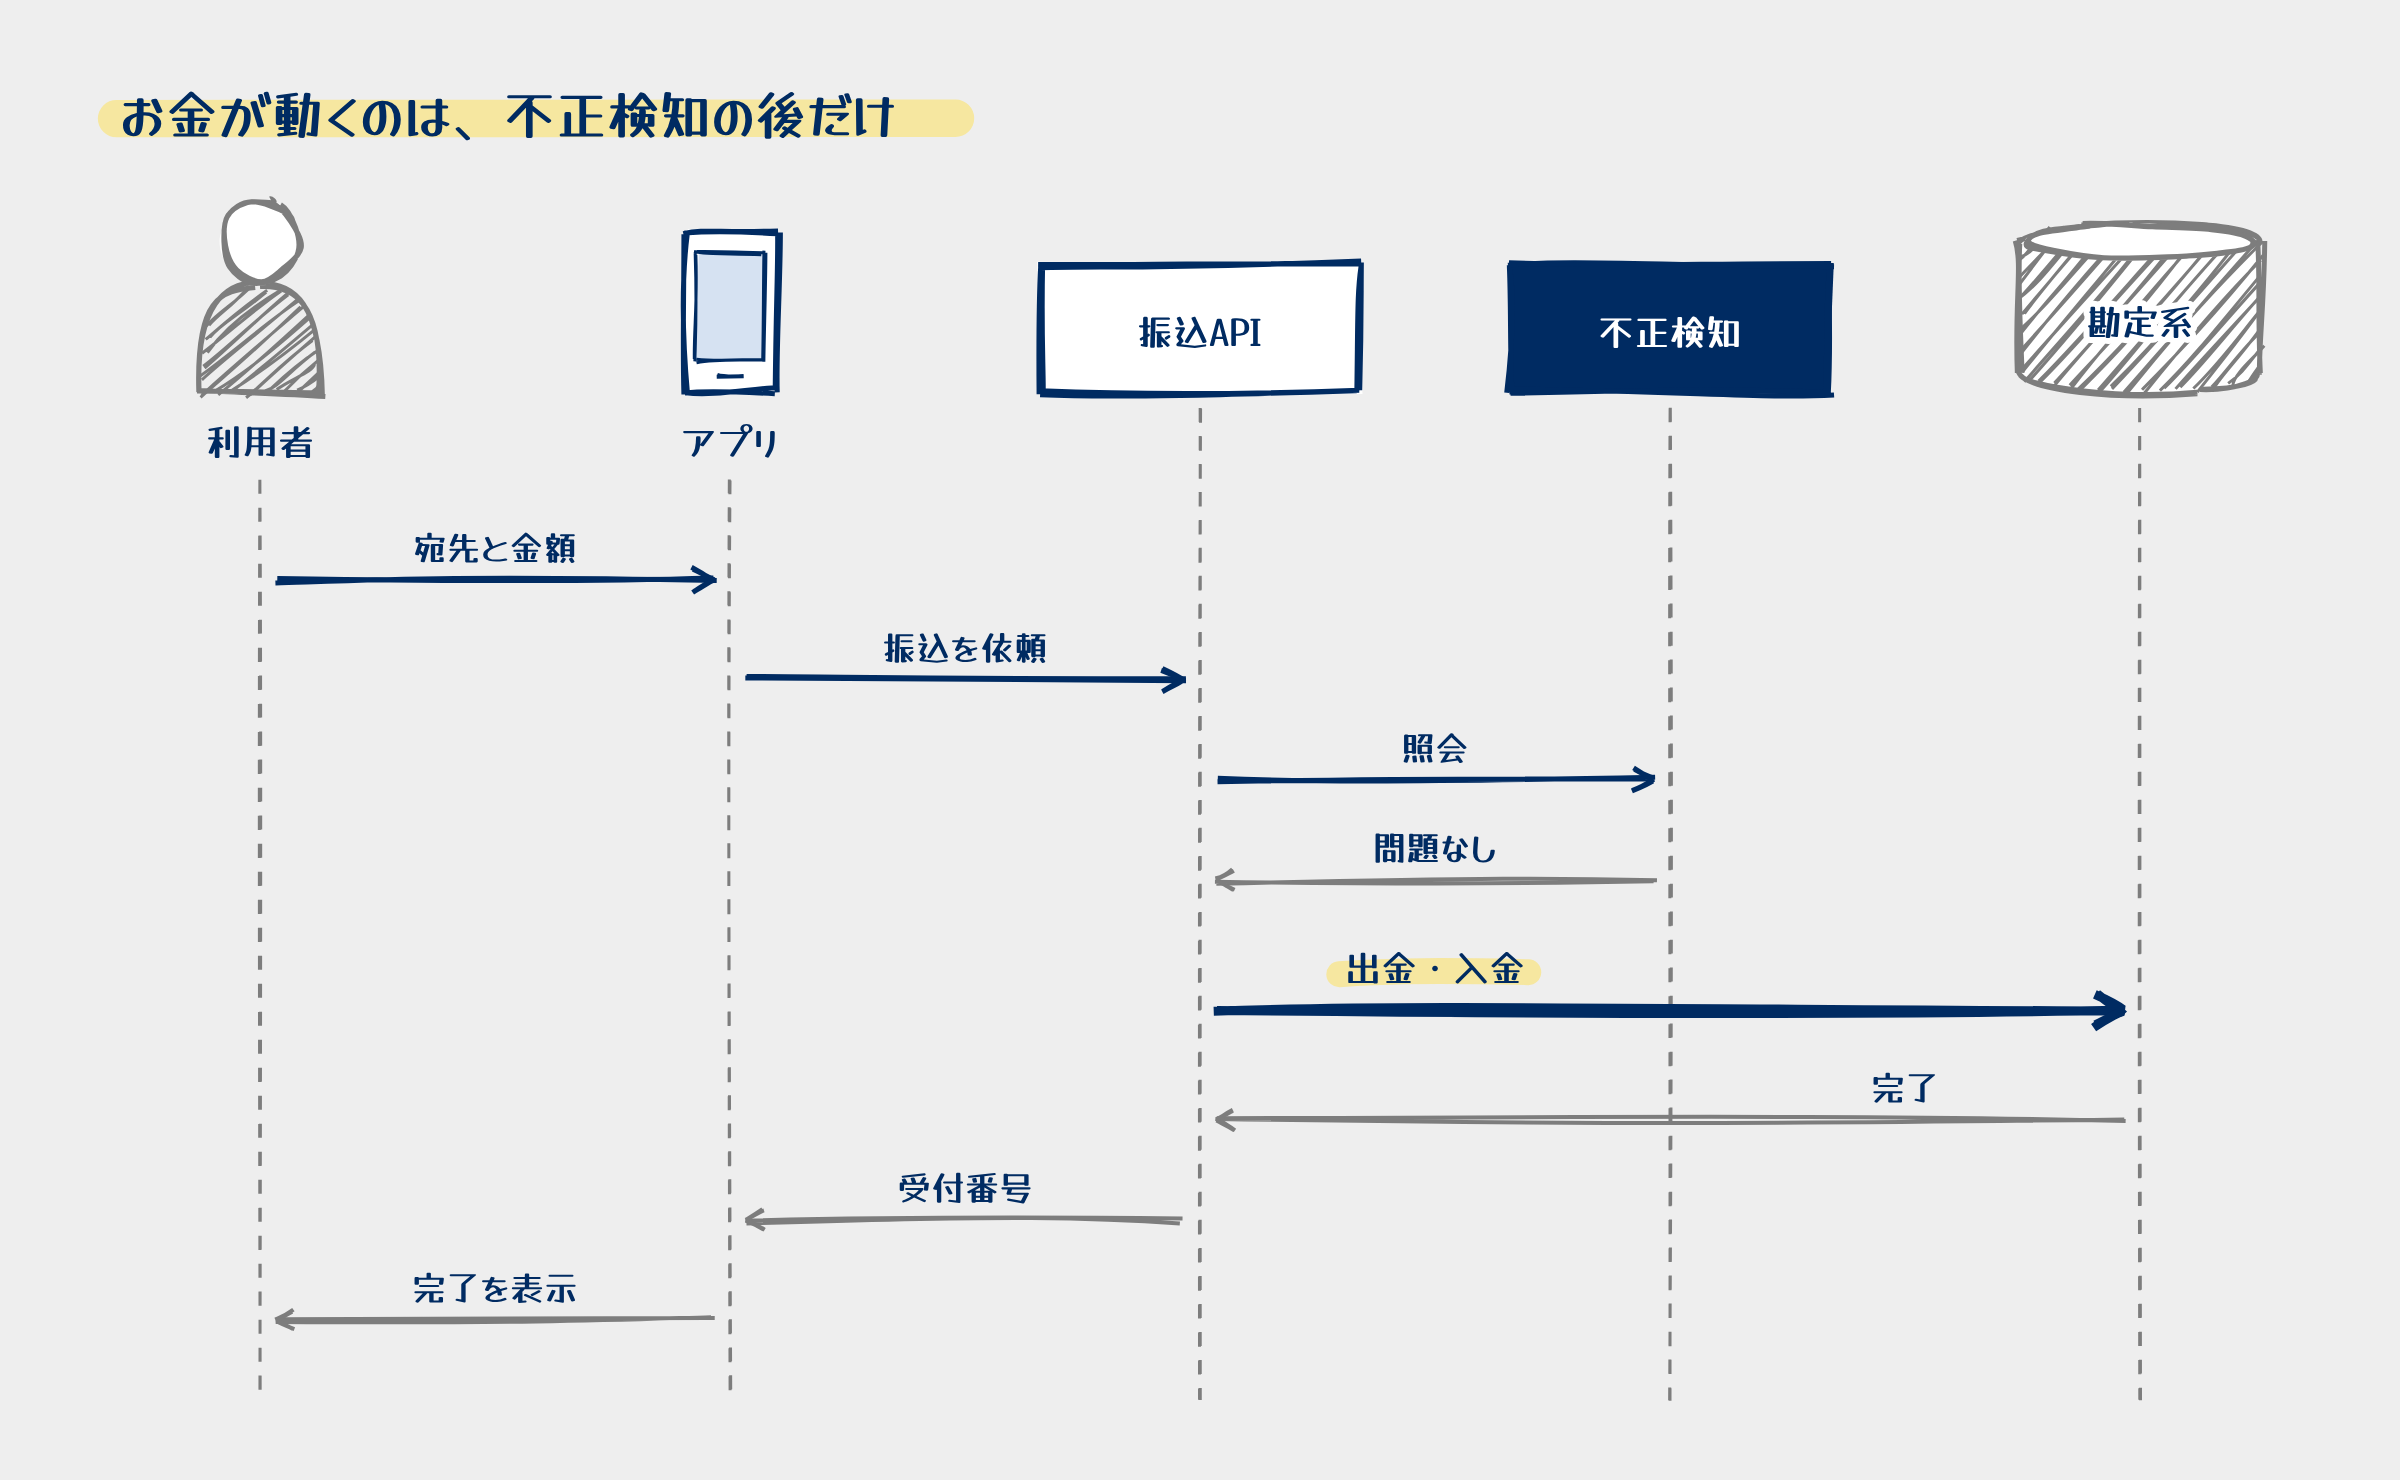 お金が動くのは、不正検知の後だけ
利用者
アプリ
振込API
不正検知
勘定系
宛先と金額
振込を依頼
照会
問題なし
出金・入金
完了
受付番号
完了を表示